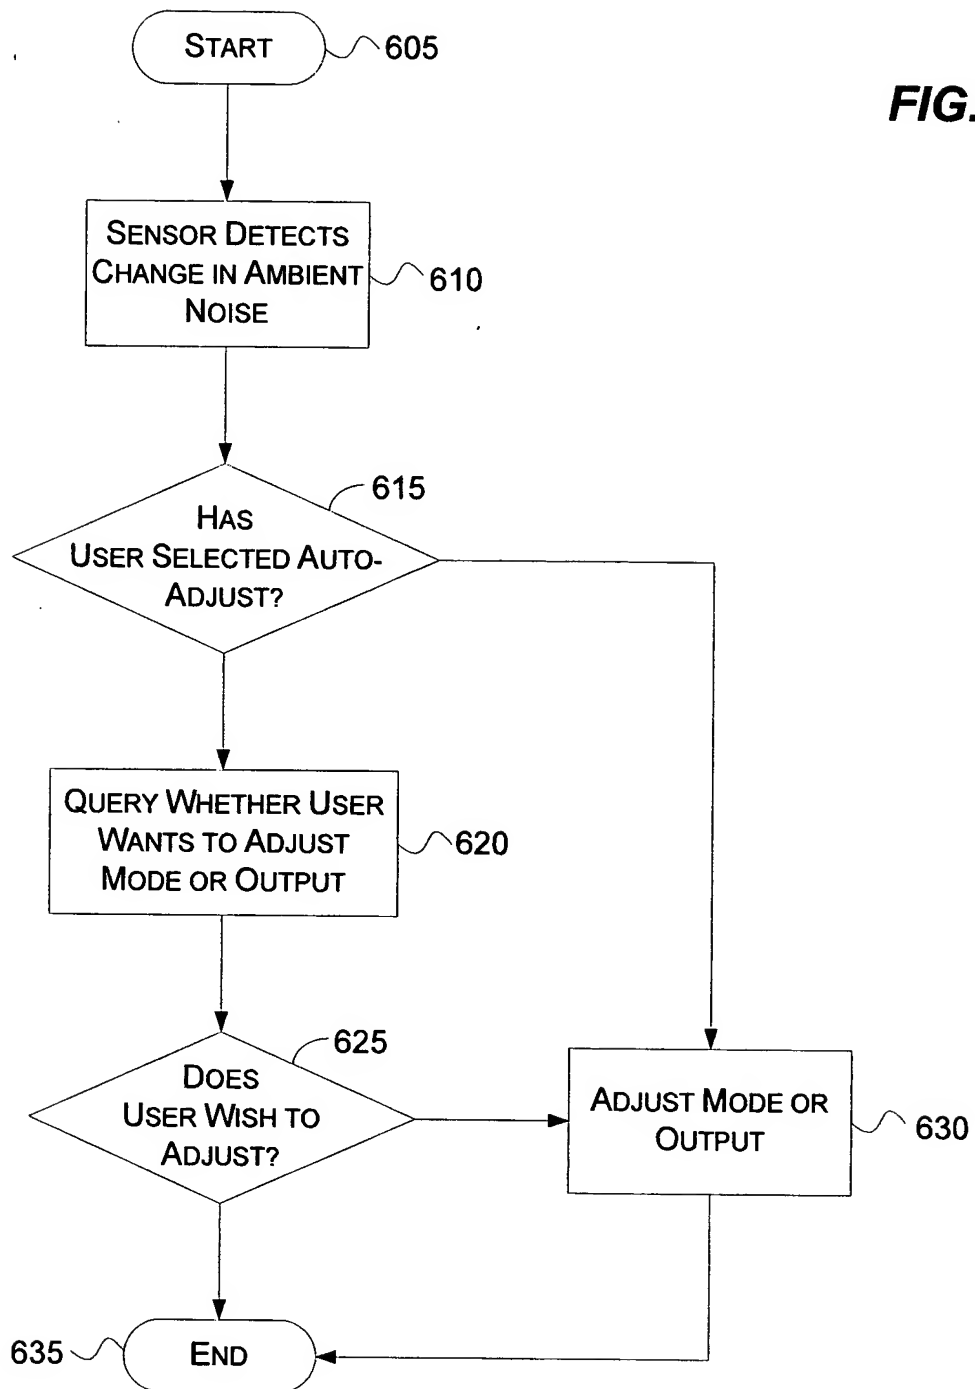 START
605
FIG.
SENSOR DETECTS
CHANGE IN AMBIENT
NOISE
610
615
HAS
USER SELECTED AUTO-
ADJUST?
QUERY WHETHER USER
WANTS TO ADJUST
MODE OR OUTPUT
620
625
DOES
USER WISH TO
ADJUST?
ADJUST MODE OR
OUTPUT
630
635
END